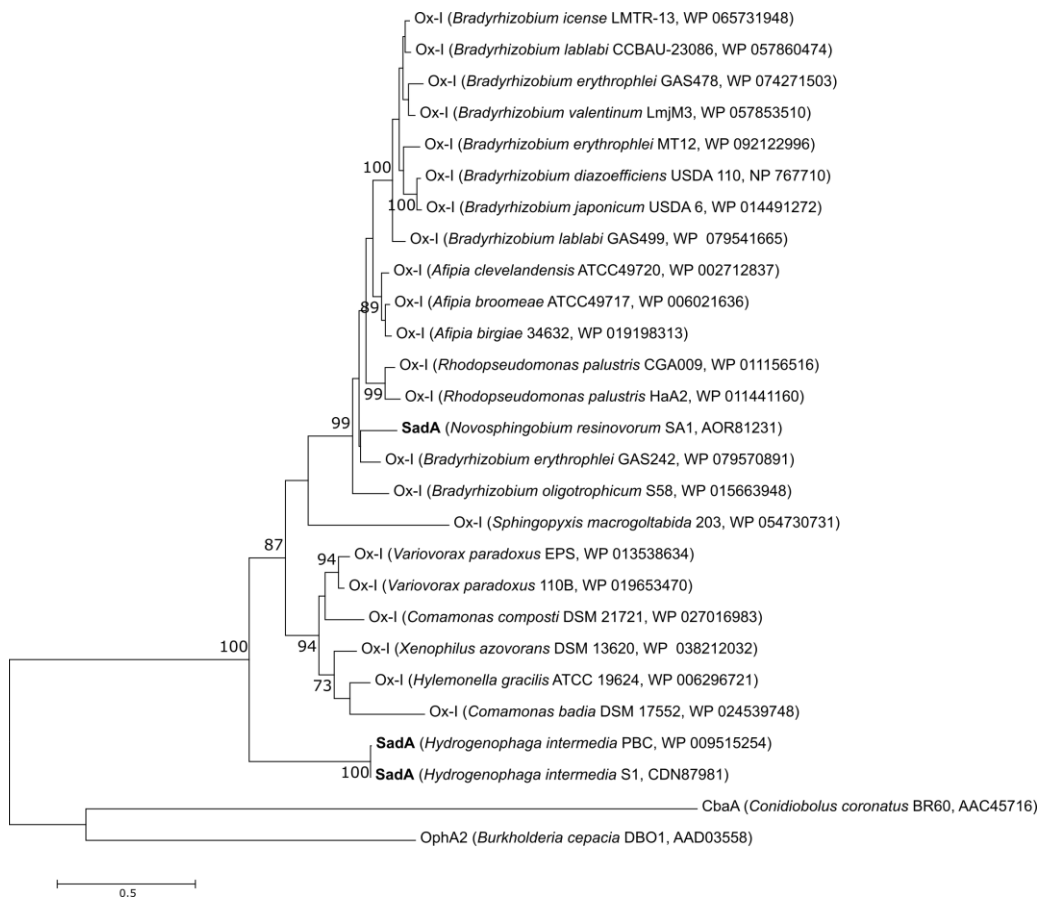 Ox-I (Bradyrhizobium icense LMTR-13, WP 065731948)
Ox-I (Bradyrhizobium lablabi CCBAU-23086, WP 057860474)
Ox-I (Bradyrhizobium erythrophlei GAS478, WP 074271503)
Ox-I (Bradyrhizobium valentinum LmjM3, WP 057853510)
Ox-I (Bradyrhizobium erythrophlei MT12, WP 092122996)
100
Ox-I (Bradyrhizobium diazoefficiens USDA 110, NP 767710)
100
Ox-I (Bradyrhizobium japonicum USDA 6, WP 014491272)
Ox-I (Bradyrhizobium lablabi GAS499, WP 079541665)
Ox-I (Afipia clevelandensis ATCC49720, WP 002712837)
89
Ox-I (Afipia broomeae ATCC49717, WP 006021636)
Ox-I (Afipia birgiae 34632, WP 019198313)
Ox-I (Rhodopseudomonas palustris CGA009, WP 011156516)
99
Ox-I (Rhodopseudomonas palustris HaA2, WP 011441160)
99
SadA (Novosphingobium resinovorum SA1, AOR81231)
Ox-I (Bradyrhizobium erythrophlei GAS242, WP 079570891)
Ox-I (Bradyrhizobium oligotrophicum S58, WP 015663948)
Ox-I (Sphingopyxis macrogoltabida 203, WP 054730731)
87
94
Ox-I (Variovorax paradoxus EPS, WP 013538634)
Ox-I (Variovorax paradoxus 110B, WP 019653470)
Ox-I (Comamonas composti DSM 21721, WP 027016983)
100
94
Ox-I (Xenophilus azovorans DSM 13620, WP 038212032)
73
Ox-I (Hylemonella gracilis ATCC 19624, WP 006296721)
Ox-I (Comamonas badia DSM 17552, WP 024539748)
SadA (Hydrogenophaga intermedia PBC, WP 009515254)
100
SadA (Hydrogenophaga intermedia S1, CDN87981)
CbaA (Conidiobolus coronatus BR60, AAC45716)
OphA2 (Burkholderia cepacia DBO1, AAD03558)
0.5